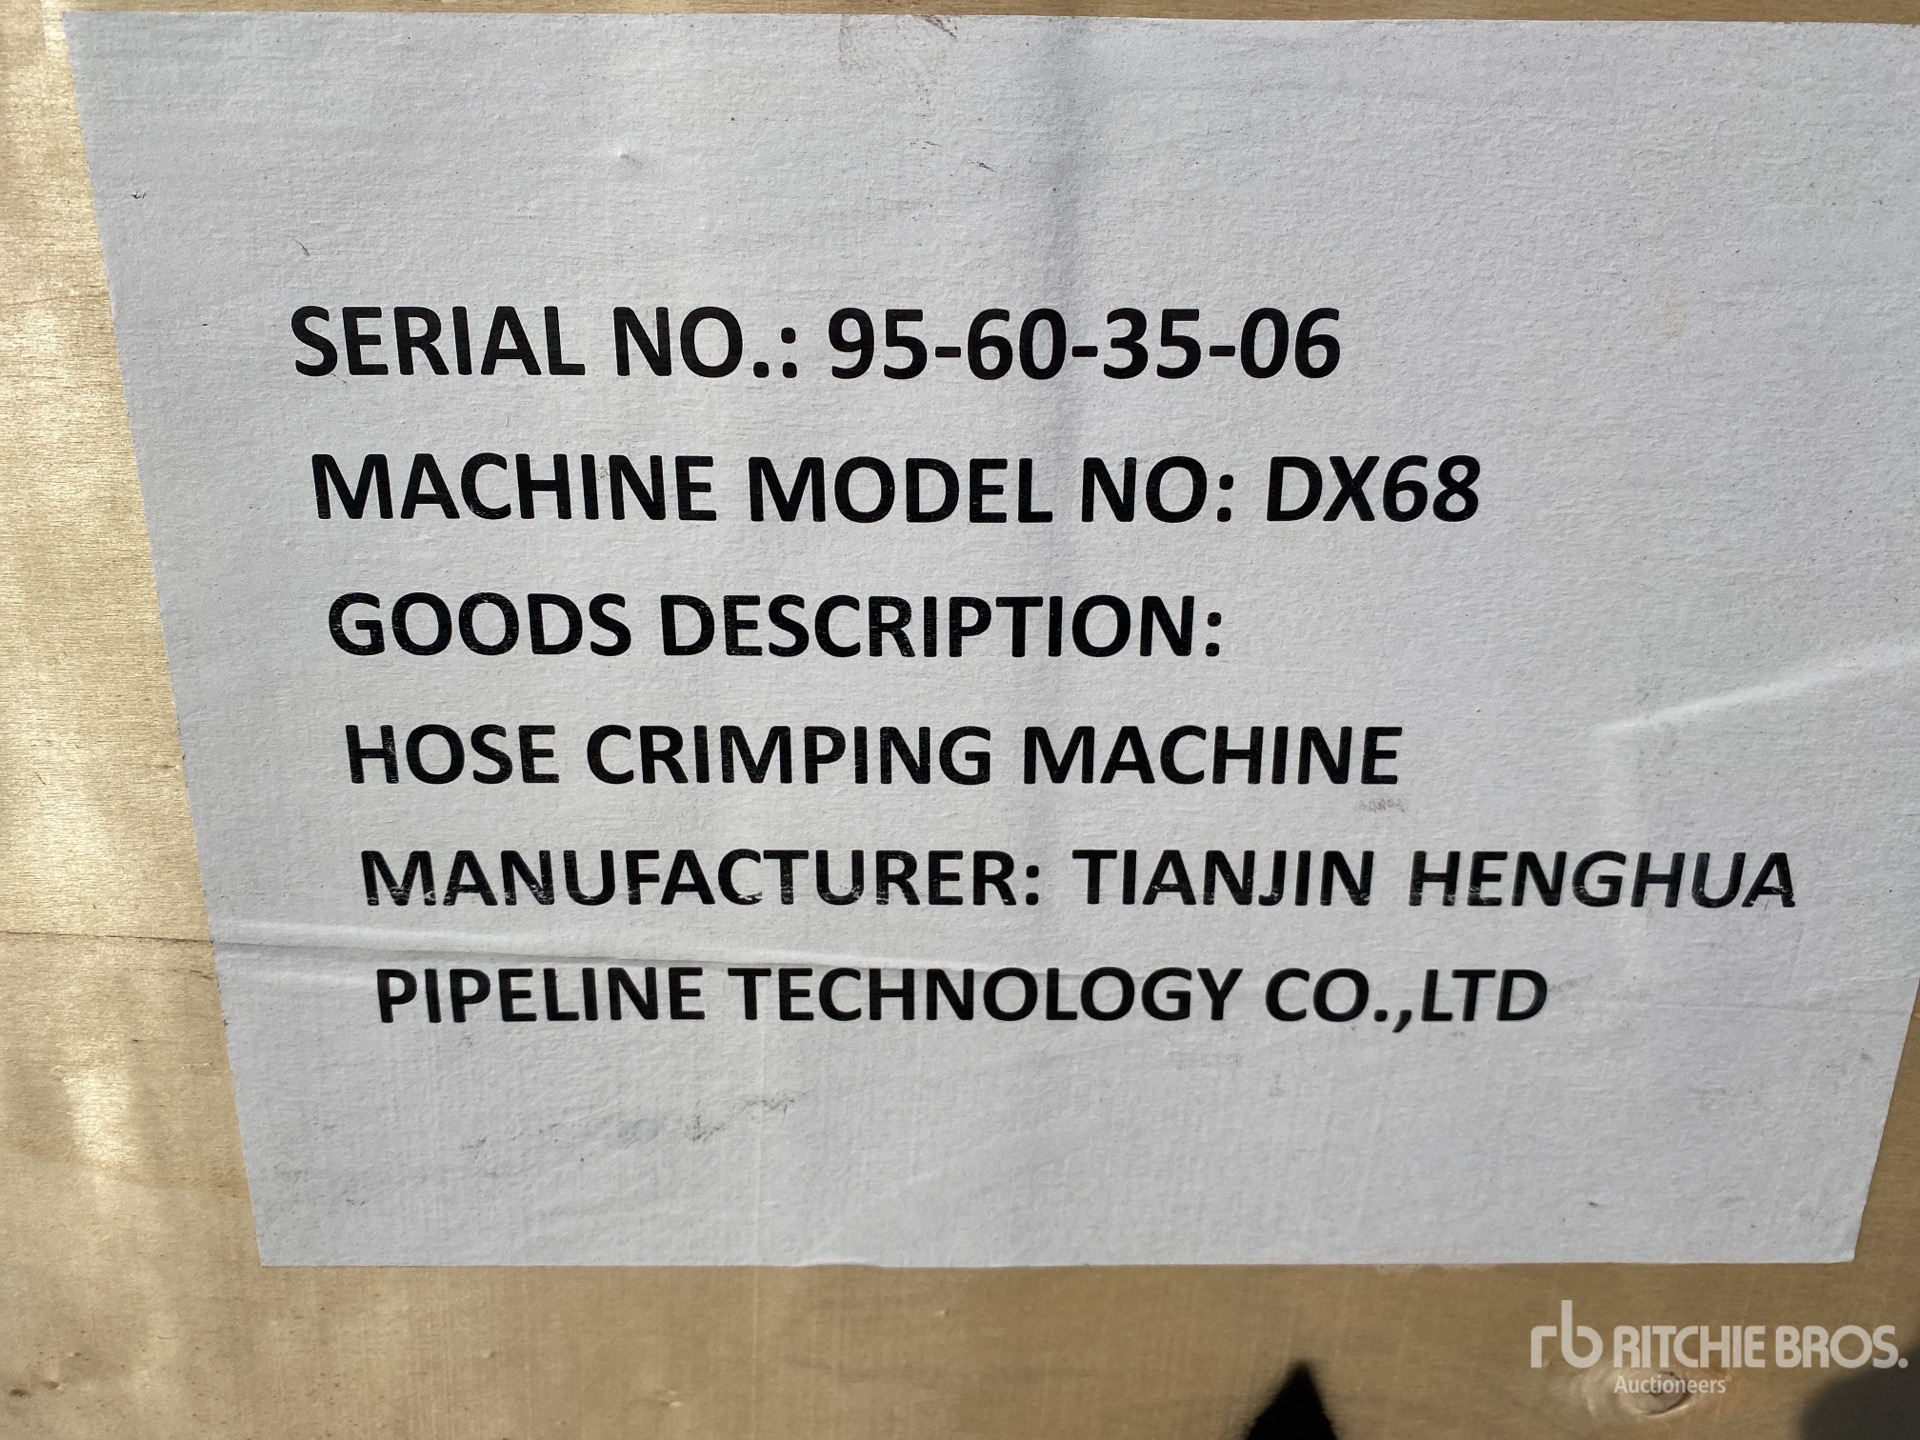 SERIAL NO.: 95-60-35-06
MACHINE MODEL NO: DX68
GOODS DESCRIPTION:
HOSE CRIMPING MACHINE
MANUFACTURER: TIANJIN HENGHUA
PIPELINE TECHNOLOGY CO.,LTD
rb RITCHIE BROS.
Auctioneers